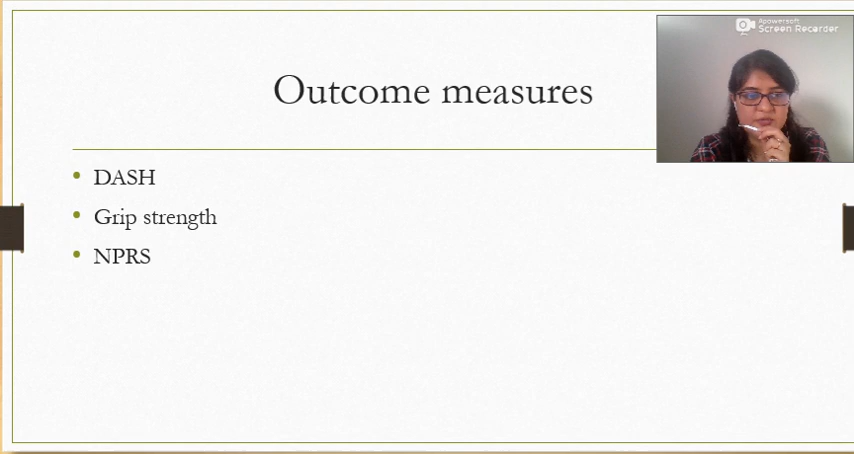 Apowersoft
Screen Recorder
Outcome measures
DASH
Grip strength
NPRS